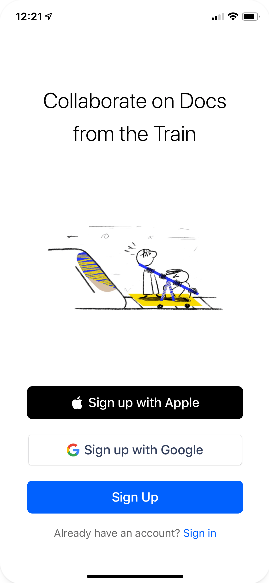 12:21
Collaborate on Docs
from the Train
Sign up with Apple
Sign up with Google
Sign Up
Already have an account? Sign in